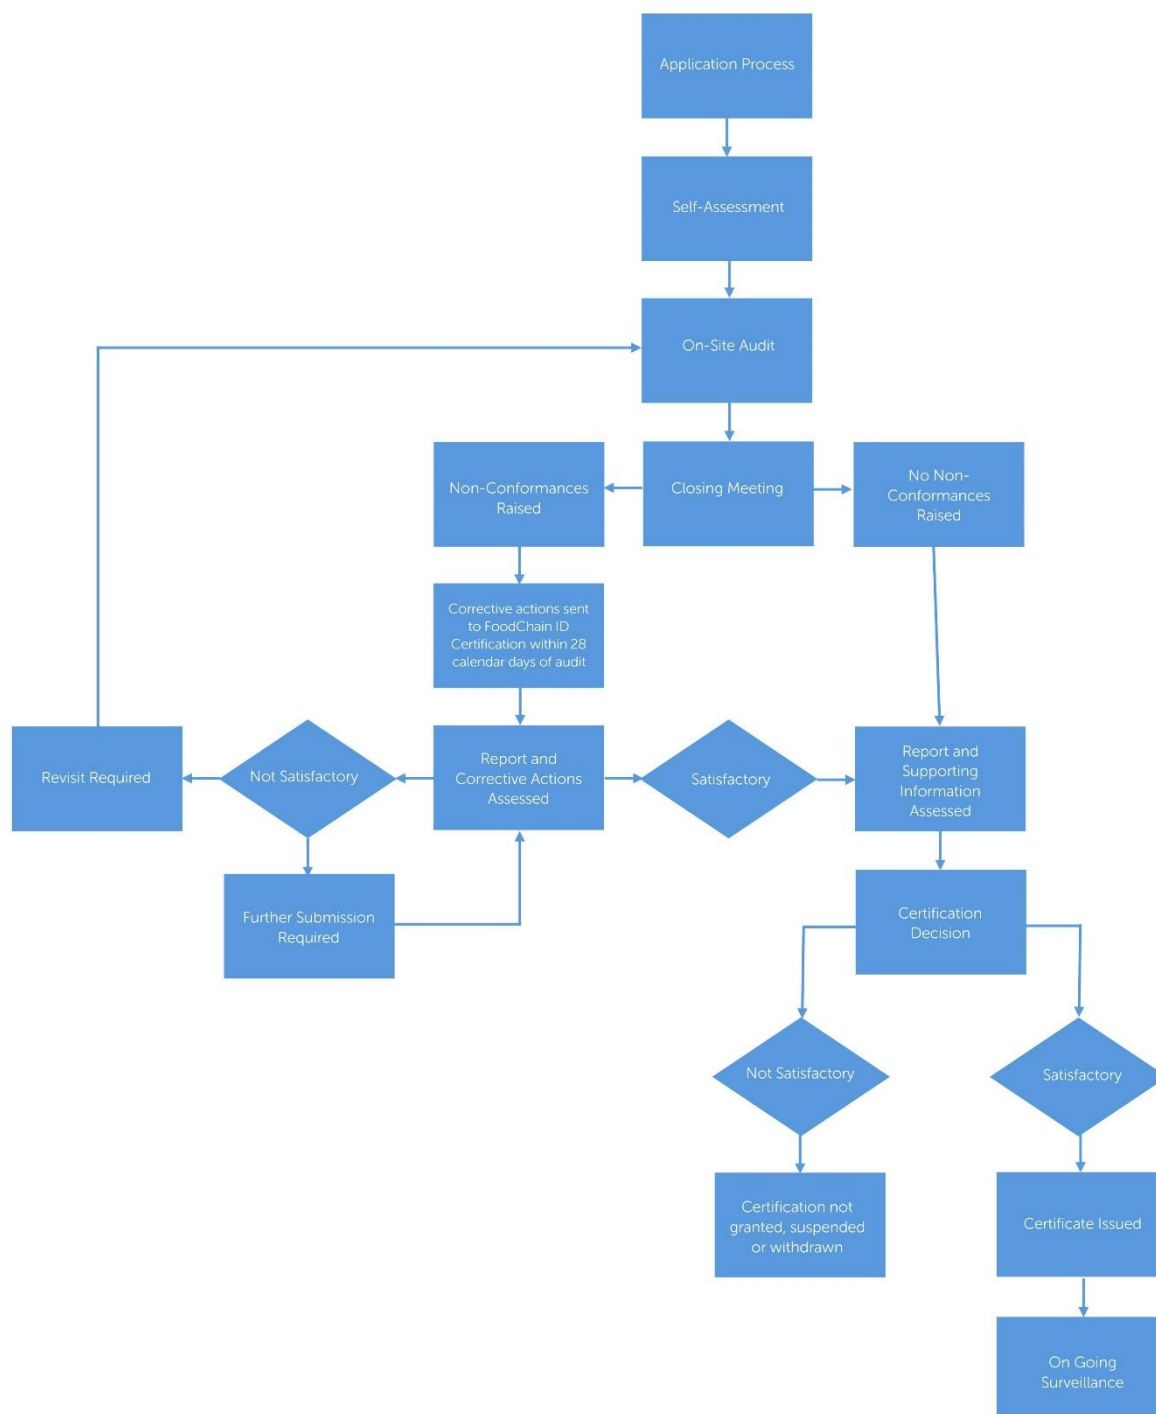 Application Process
Self-Assessment
On-Site Audit
Non-Conformances
Raised
Closing Meeting
No Non-
Conformances
Raised
Corrective actions sent
to FoodChain ID
Certification within 28
calendar days of audit
Revisit Required
Not Satisfactory
Report and
Corrective Actions
Assessed
Satisfactory
Report and
Supporting
Information
Assessed
Further Submission
Required
Certification
Decision
Not Satisfactory
Satisfactory
Certification not
granted, suspended
or withdrawn
Certificate Issued
On Going
Surveillance